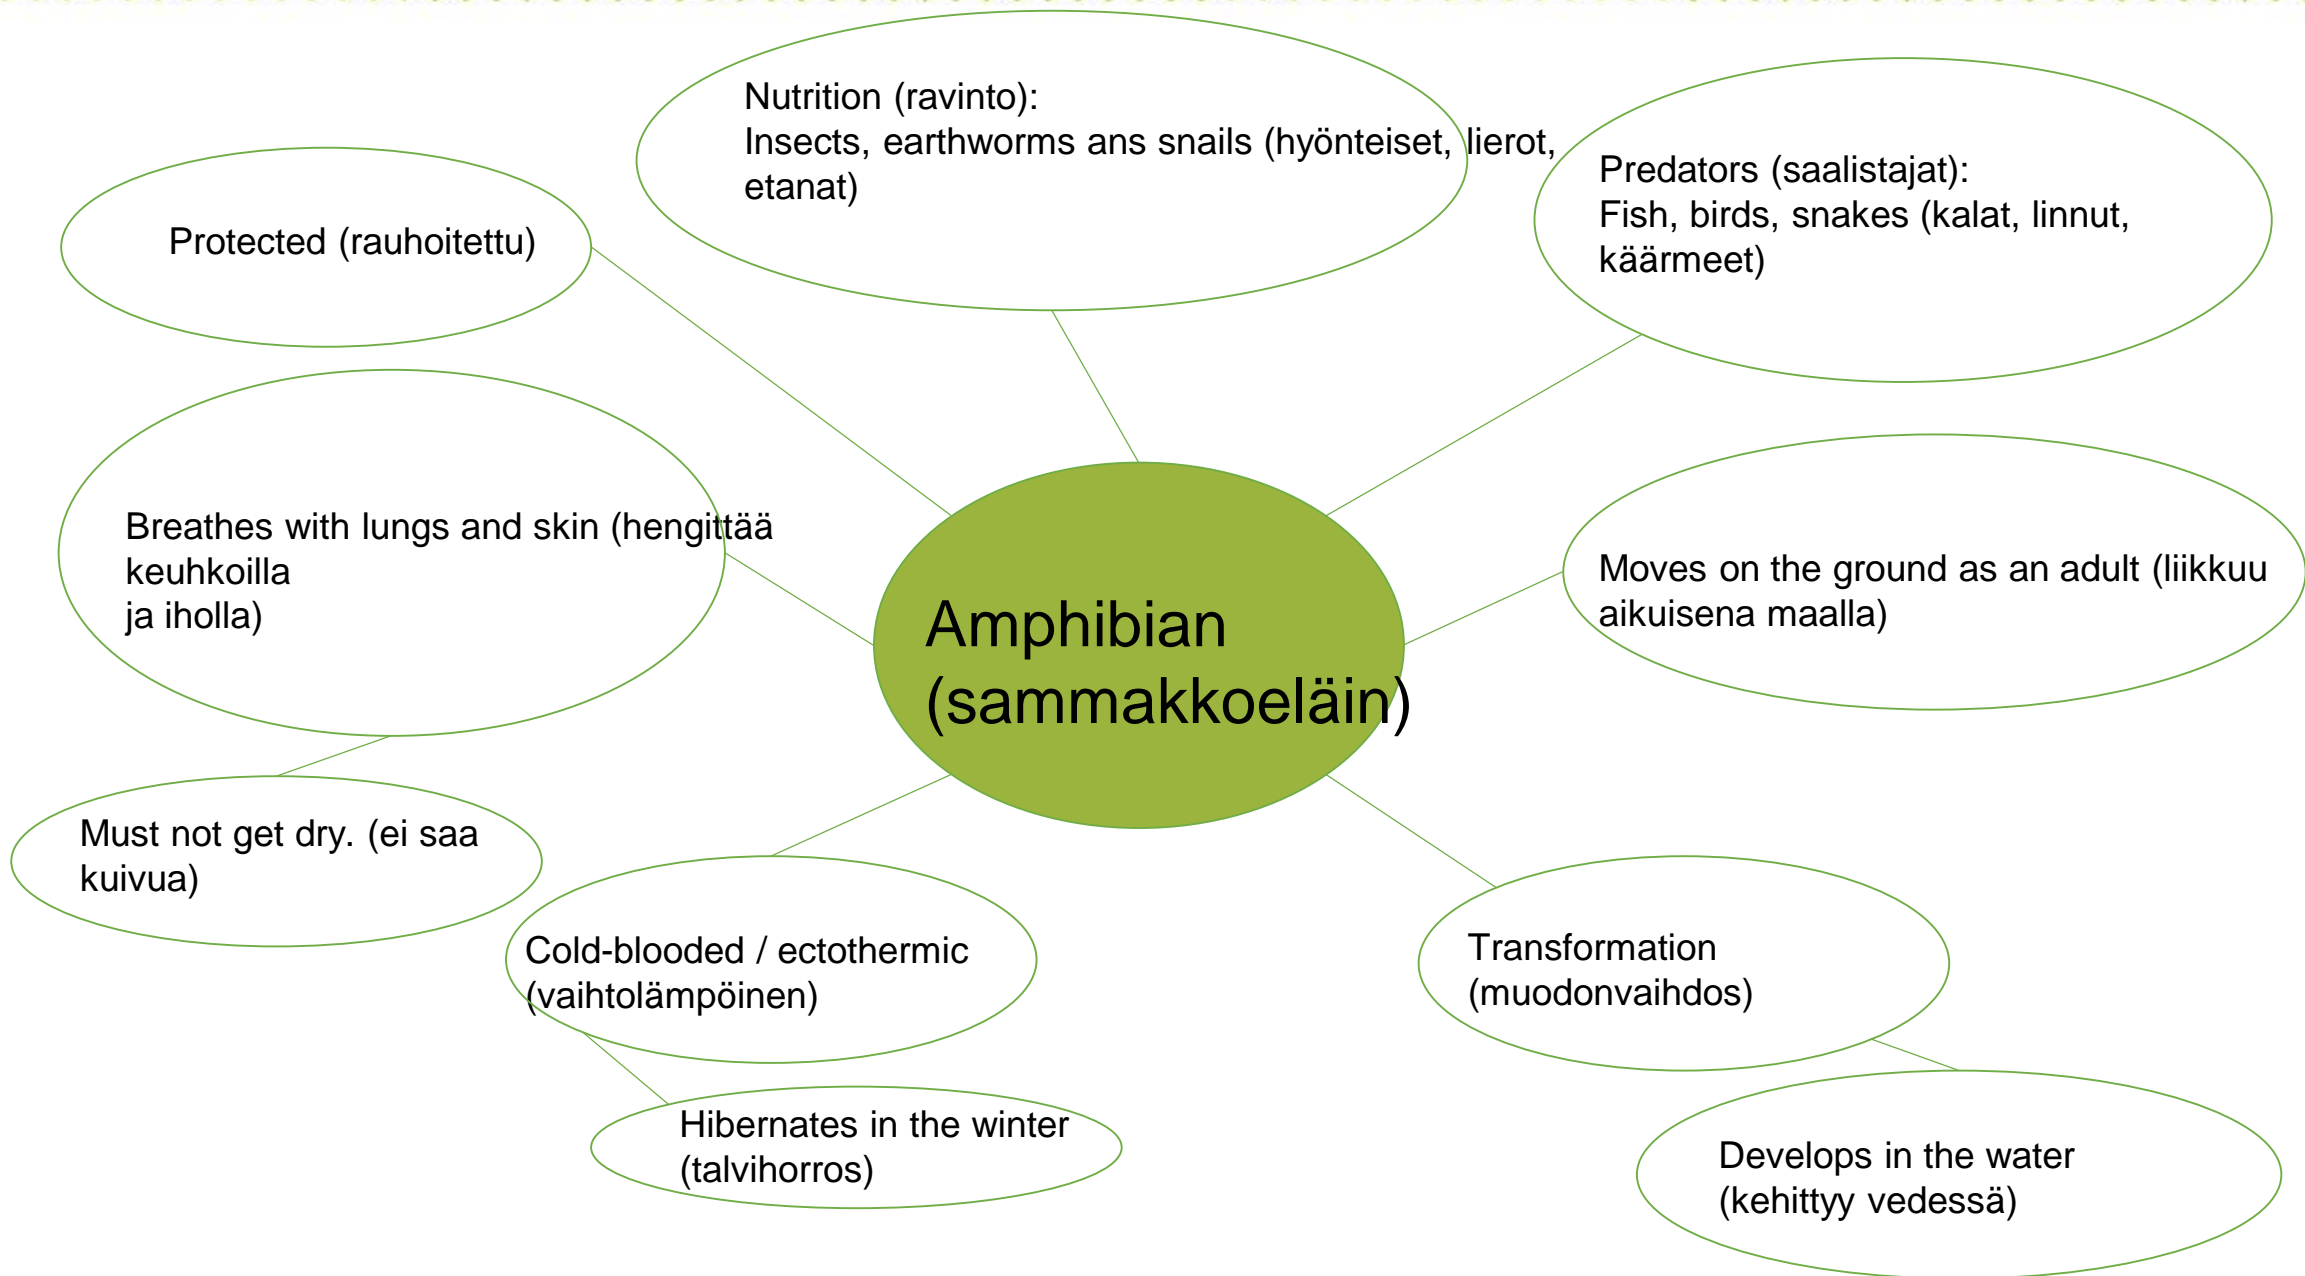 Nutrition (ravinto):
Insects, earthworms ans snails (hyönteiset, lierot,
etanat)
Predators (saalistajat):
Fish, birds, snakes (kalat, linnut,
käärmeet)
Protected (rauhoitettu)
Breathes with lungs and skin (hengittää
keuhkoilla
ja iholla)
Moves on the ground as an adult (liikkuu
aikuisena maalla)
Amphibian
(sammakkoeläin)
Must not get dry. (ei saa
kuivua)
Cold-blooded / ectothermic
(vaihtolämpöinen)
Transformation
(muodonvaihdos)
Hibernates in the winter
(talvihorros)
Develops in the water
(kehittyy vedessä)